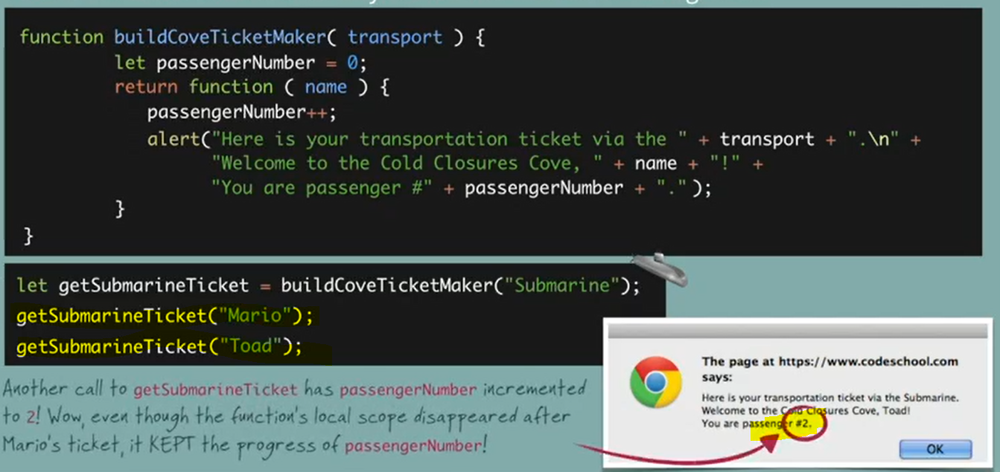 function buildCoveTicketMaker( transport ) {
let passengerNumber = 0;
return function ( name ) {
passengerNumber++;
alert("Here is your transportation ticket via the " + transport + ".\n" +
"Welcome to the Cold Closures Cove, " + name + "!" +
"You are passenger #" + passengerNumber + "." );
}
}
let getSubmarineTicket = buildCoveTicketMaker("Submarine");
getSubmarineTicket("Mario");
getSubmarineTicket("Toad");
Another call to getSubmarineTicket has passengerNumber incremented
to 2! Wow, even though the function's local scope disappeared after
Mario's ticket, it KEPT the progress of passengerNumber!
The page at https://www.codeschool.com
says:
Here is your transportation ticket via the Submarine.
Welcome to the Cold Closures Cove, Toad!
You are passenger #2.
OK